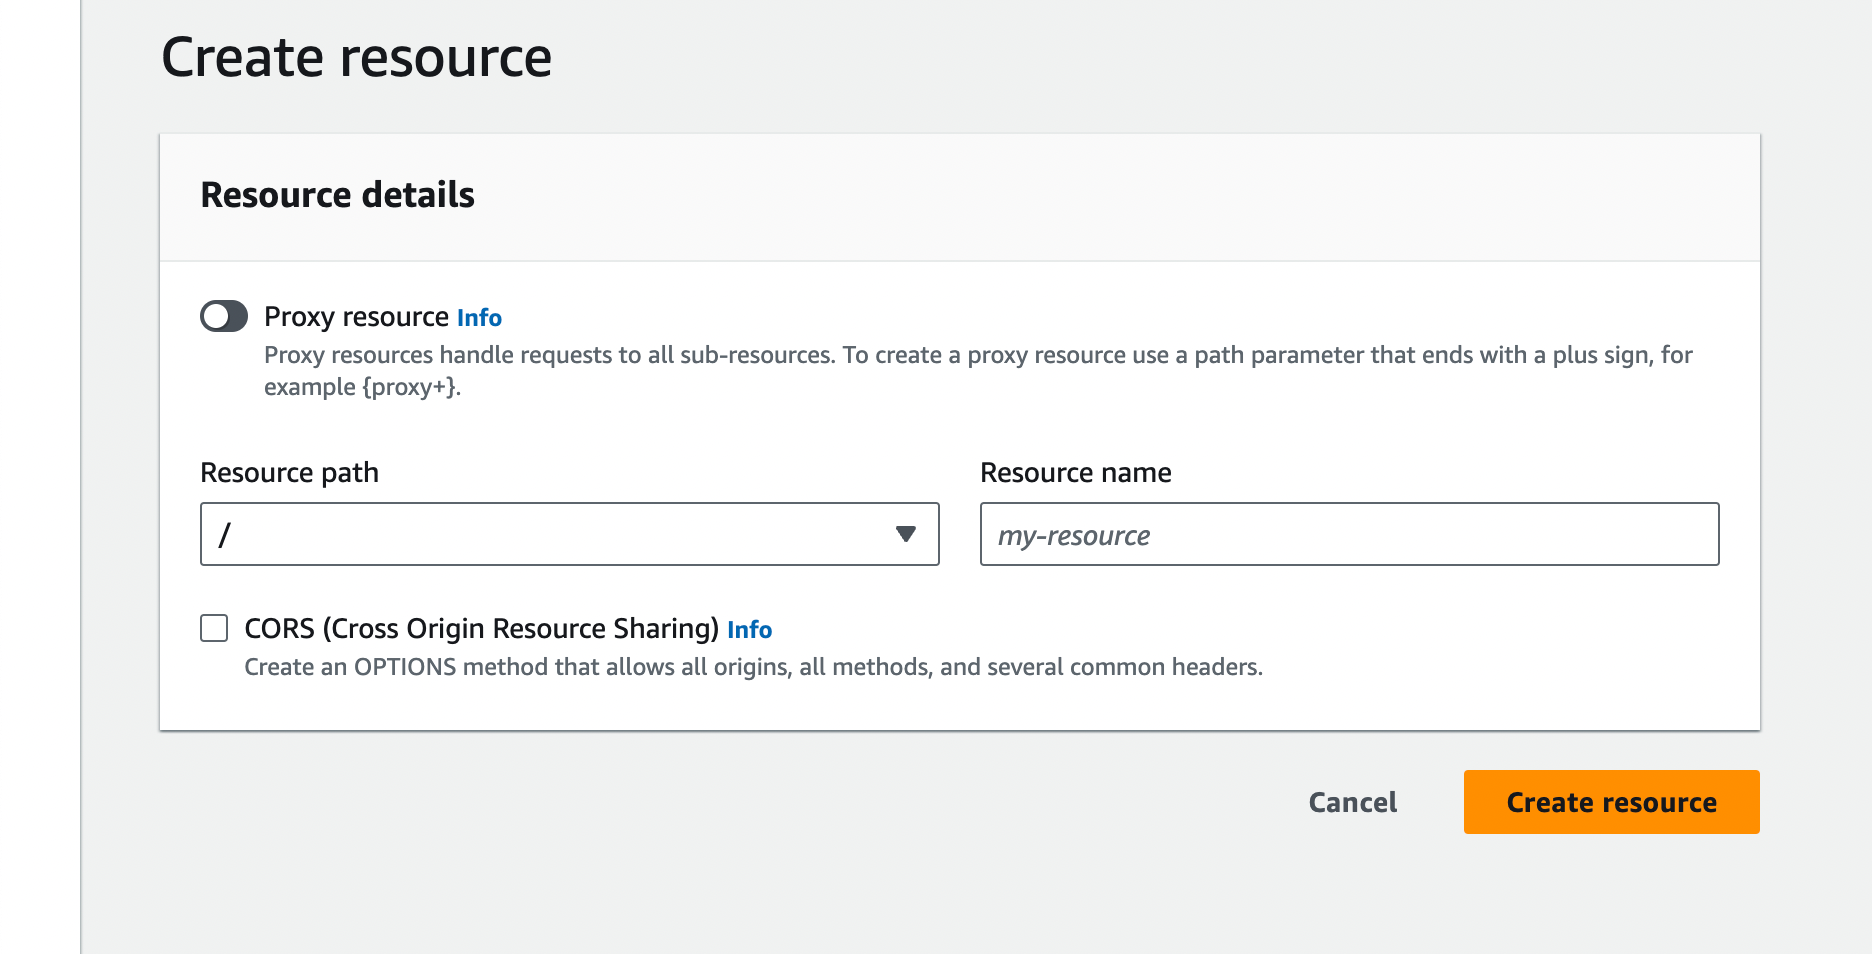 Create resource
Resource details
Proxy resource Info
Proxy resources handle requests to all sub-resources. To create a proxy resource use a path parameter that ends with a plus sign, for
example {proxy+}.
Resource path
Resource name
/
my-resource
CORS (Cross Origin Resource Sharing) Info
Create an OPTIONS method that allows all origins, all methods, and several common headers.
Cancel
Create resource